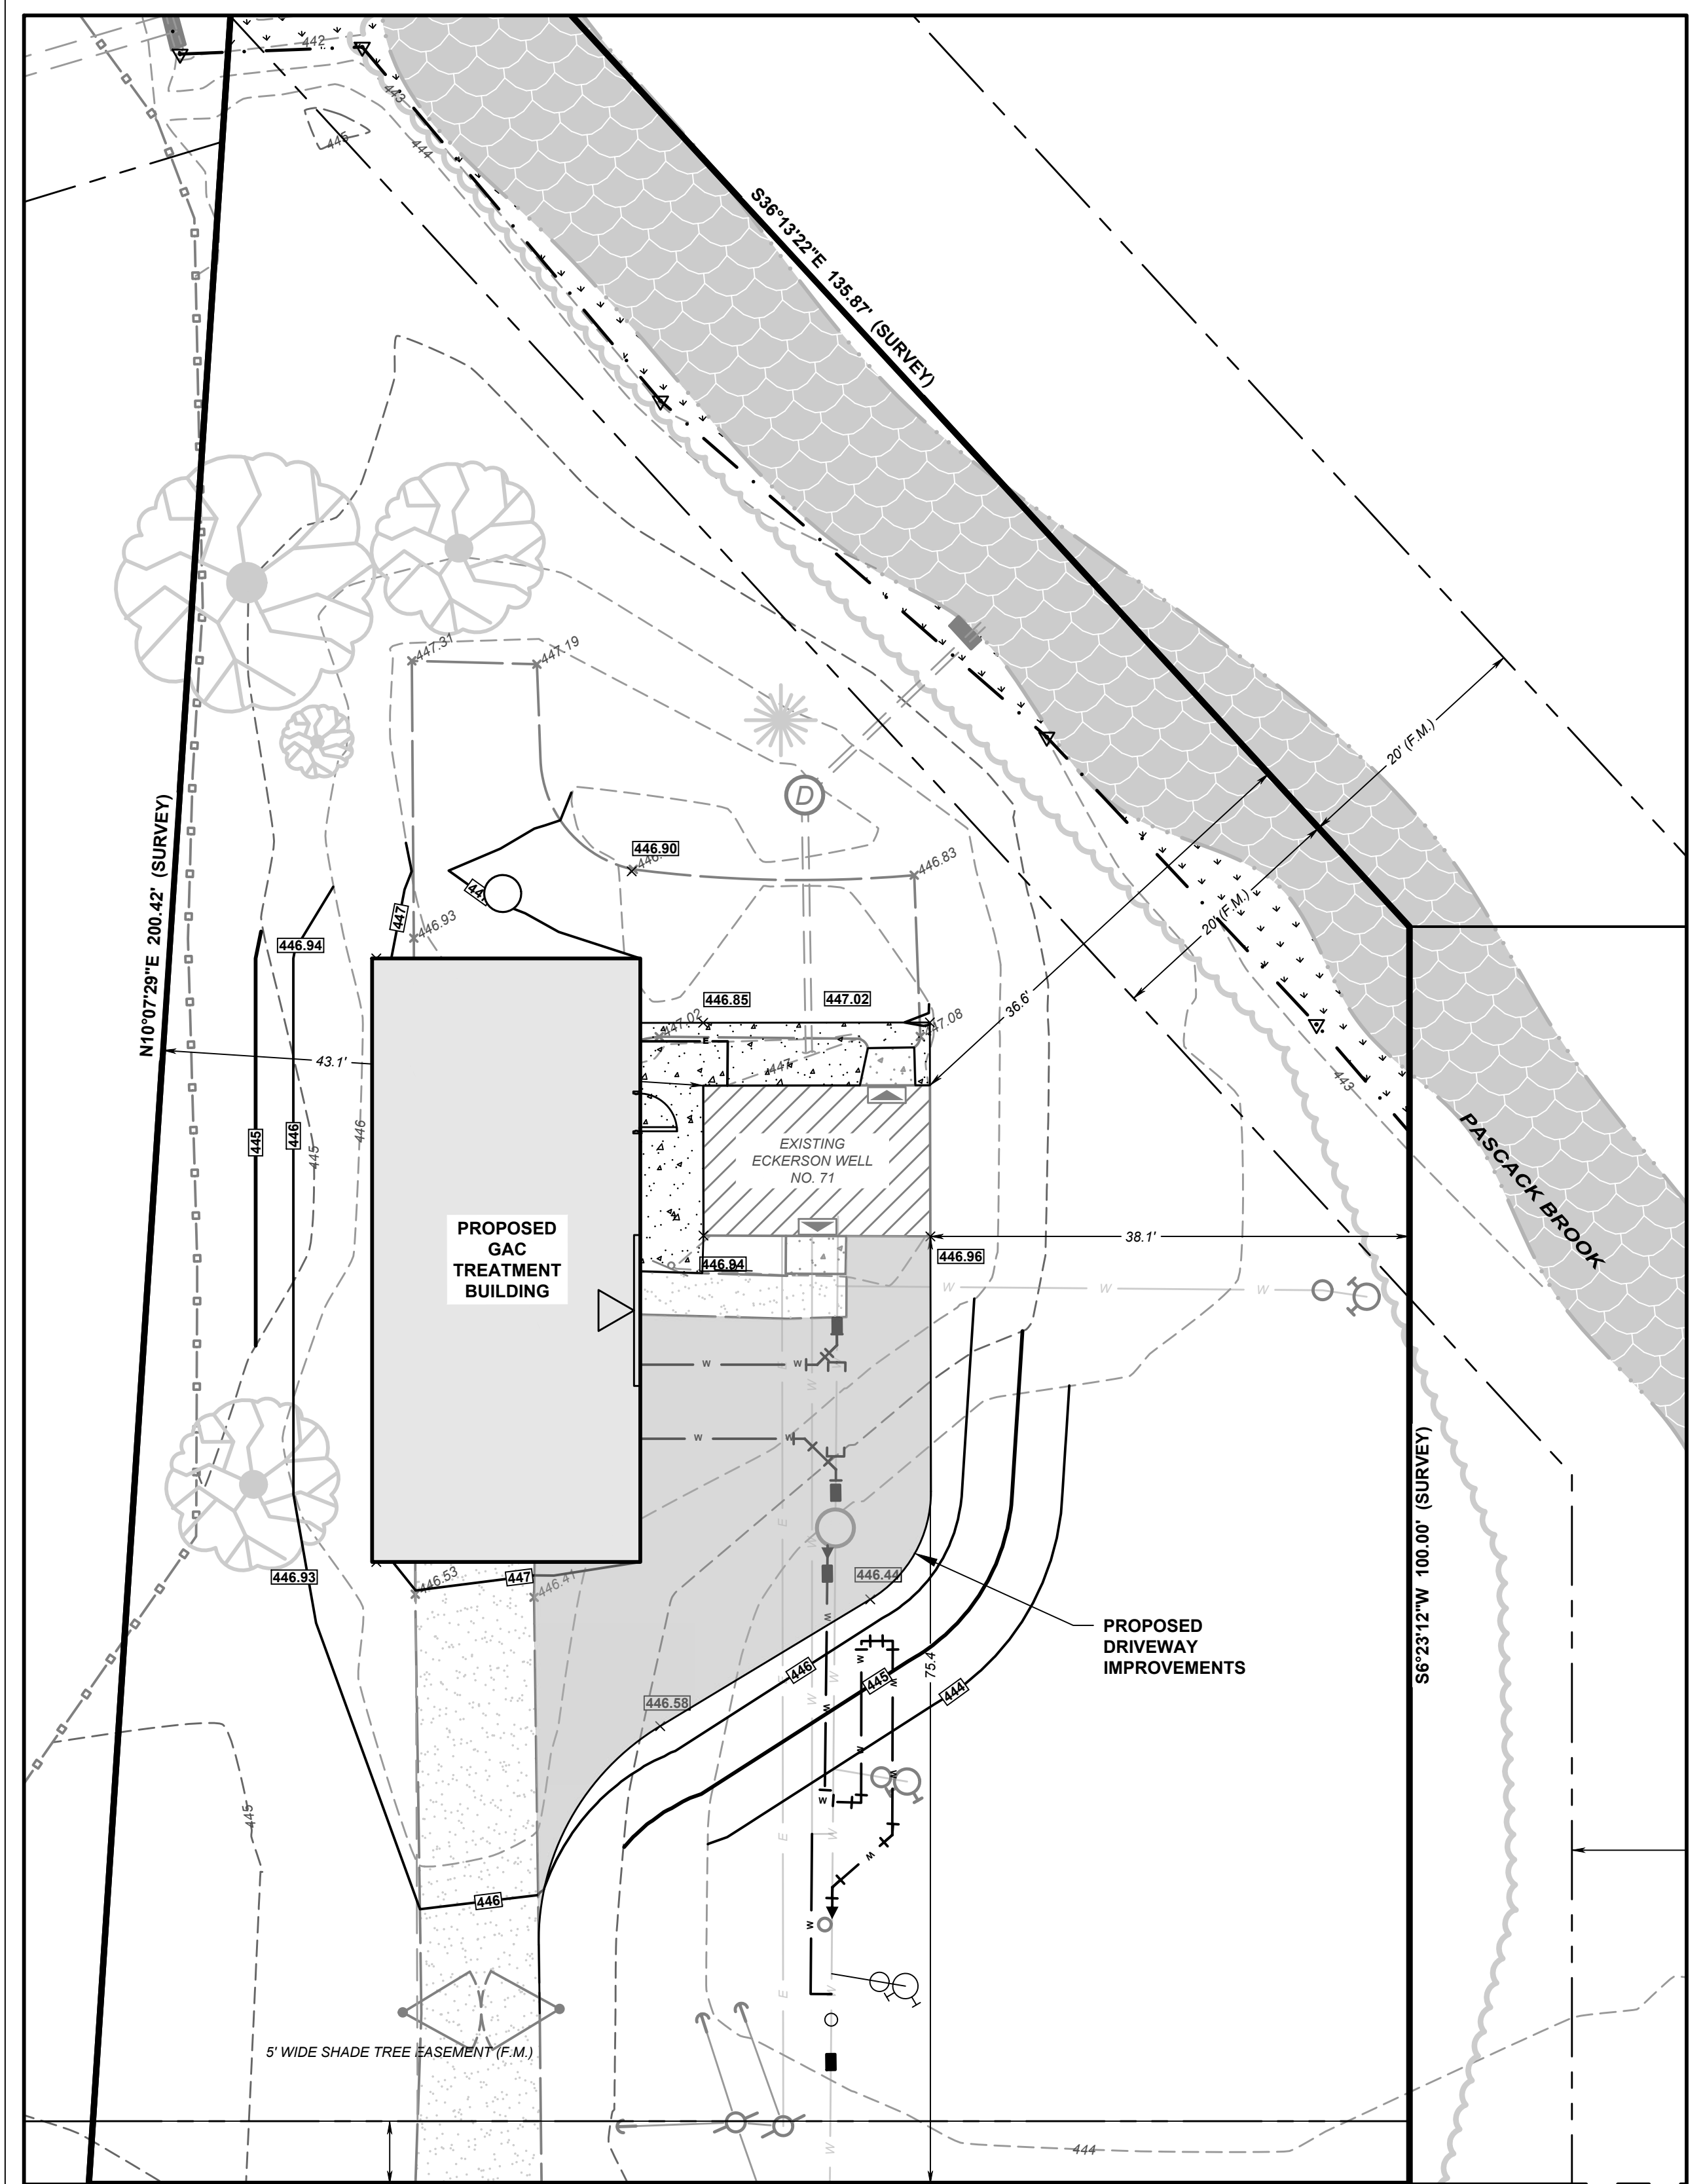 442
443
444
446
S36°13'22"E 135.87' (SURVEY)
447.31
447.19
20' (F.M.)
N10°07'29"E 200.42' (SURVEY)
D
446.90
446.83
447
446.93
20' (F.M.)
446.94
446.85
447.02
36.6'
447.02
447.08
E
43.1'
447
443
445
446
445
446
EXISTING
ECKERSON WELL
NO. 71
PASCACK BROOK
PROPOSED
GAC
TREATMENT
BUILDING
38.1'
446.94
446.96
W W W
W W
W W
S6°23'12"W 100.00' (SURVEY)
446.93
446.53
447
446.41
446.44
PROPOSED
DRIVEWAY
IMPROVEMENTS
446
445
444
75.4'
446.58
445
446
5' WIDE SHADE TREE EASEMENT (F.M.)
444